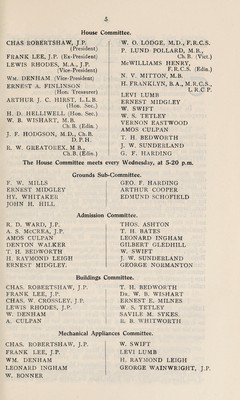 5
House Committee.
CHAS ROBERTSHAW, J.P.
(President)
FRANK LEE, J.P. (Ex-President)
LEWIS RHODES, M.A., J.P.
(Vice-President)
WM. DENHAM (Vice-President)
ERNEST A. FINLINSON
(Hon. Treasurer)
ARTHUR J. C. HIRST, L.L.B.
(Hon. Sec.)
H. D. HELLIWELL (Hon. Sec.)
W. B. WISHART, M.B.
Ch.B. (Edin.)
J. F. HODGSON, M.D., Ch.B.
D.P.H.
R. W. GREATOREX, M.B.,
Ch.B. (Edin.)
W. O. LODGE, M.D., F.R.C.S.
P. LUND POLLARD, M.B.,
Ch.B. (Vic.)
McWILLIAMS HENRY,
F.R.C.S. (Edin.)
N. V. MITTON, M.B.
H. FRANKLYN, B.A., M.R.C.S.,
L.R.C.P.
LEVI LUMB
ERNEST MIDGLEY
W. SWIFT
W. S. TETLEY
VERNON EASTWOOD
AMOS CULPAN
T. H. BEDWORTH
J. W. SUNDERLAND
G. F. HARDING
The House Committee meets every Wednesday, at 5-20 p.m.
Grounds Sub-Committee.
F. W. MILLS
ERNEST MIDGLEY
HY. WHITAKER
JOHN H. HILL
GEO. F. HARDING
ARTHUR COOPER
EDMUND SCHOFIELD
Admission Committee.
R. D. WARD, J.P.
A. S. McCREA, J.P.
AMOS CULPAN
DENTON WALKER
T. H. BEDWORTH
H. RAYMOND LEIGH
ERNEST MIDGLEY.
THOS. ASHTON
T. H. BATES
LEONARD INGHAM
GILBERT GLEDHILL
W. SWIFT
J. W. SUNDERLAND
GEORGE NORMANTON
Buildings Committee.
CHAS. ROBERTSHAW, J.P.
FRANK LEE, J.P.
CHAS. W. CROSSLEY, J.P.
LEWIS RHODES, J.P.
W. DENHAM
A. CULPAN
T. H. BEDWORTH
DR. W. B. WISHART
ERNEST E. MILNES
W. S. TETLEY
SAVILE M. SYKES.
R. B. WHITWORTH
Mechanical Appliances Committee.
CHAS. ROBERTSHAW, J.P.
FRANK LEE, J.P.
WM. DENHAM
LEONARD INGHAM
W. BONNER
W. SWIFT
LEVI LUMB
H. RAYMOND LEIGH
GEORGE WAINWRIGHT, J.P.